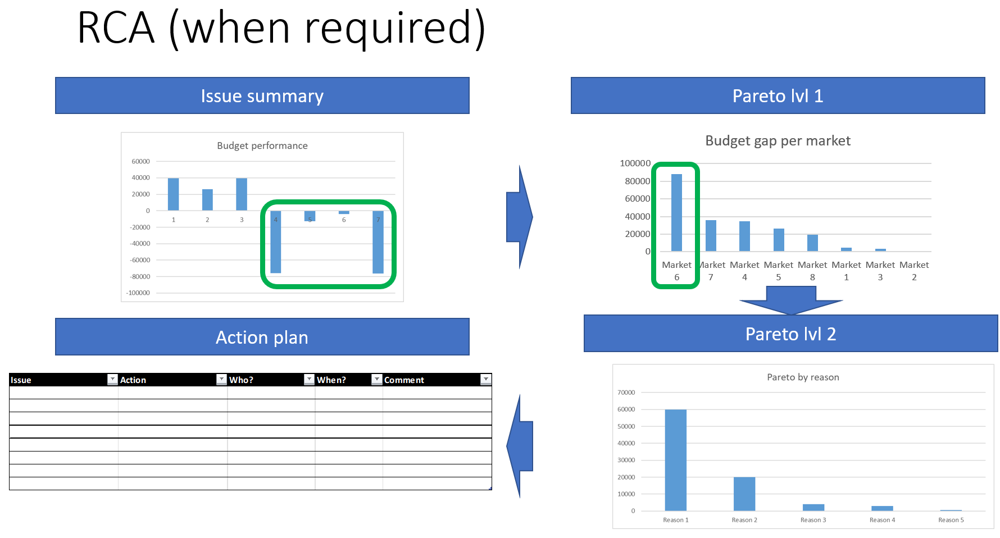 RCA (when required)
Issue summary
Budget performance
60000
40000
20000
0
-20000
-40000
-60000
-80000
-100000
1 2 3 4 5 6 7
Pareto lvl 1
Budget gap per market
100000
80000
60000
40000
20000
0
Market Market Market Market Market Market Market Market
6 7 4 5 8 1 3 2
Pareto lvl 2
Pareto by reason
70000
60000
50000
40000
30000
20000
10000
0
Reason 1 Reason 2 Reason 3 Reason 4 Reason 5
Action plan
Issue Action Who? When? Comment